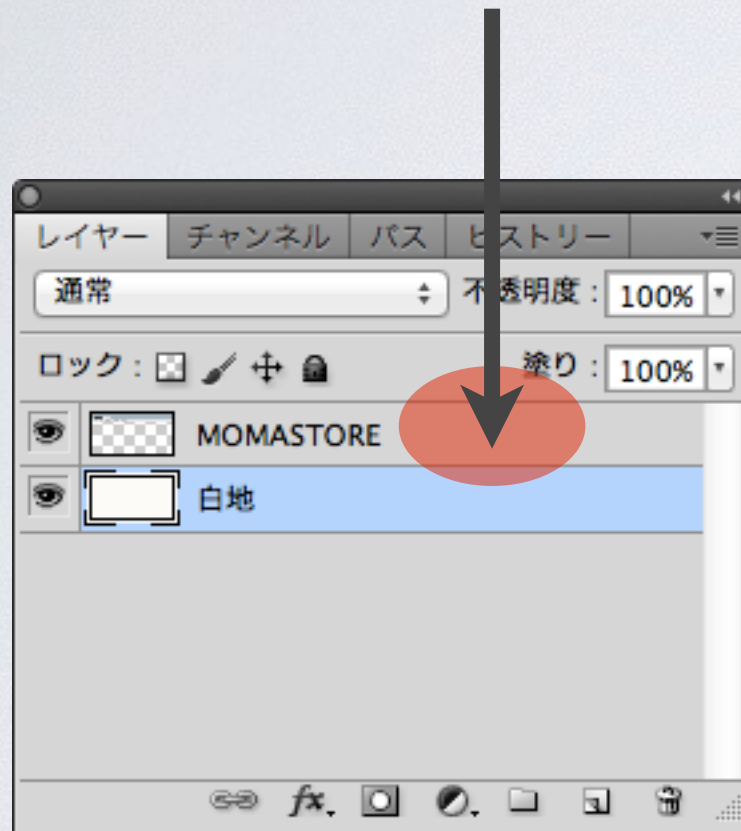 レイヤー チャンネル パス ヒストリー
通常 不透明度 : 100%
ロック : 塗り : 100%
MOMASTORE
白地
fx.